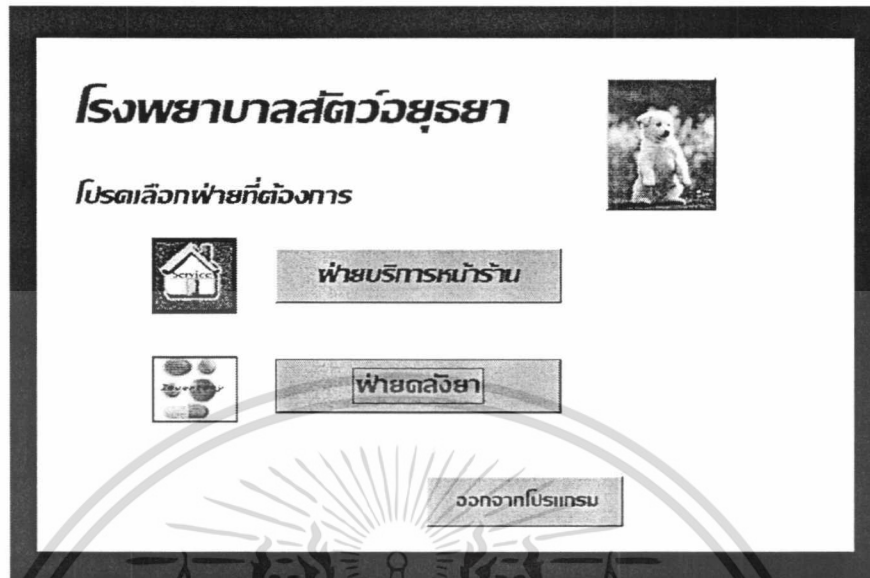 โรงพยาบาลสัตว์อยุธยา
โปรดเลือกฝ่ายที่ต้องการ
Service
ฝ่ายบริการหน้าร้าน
Inventory
ฝ่ายคลังยา
ออกจากโปรแกรม